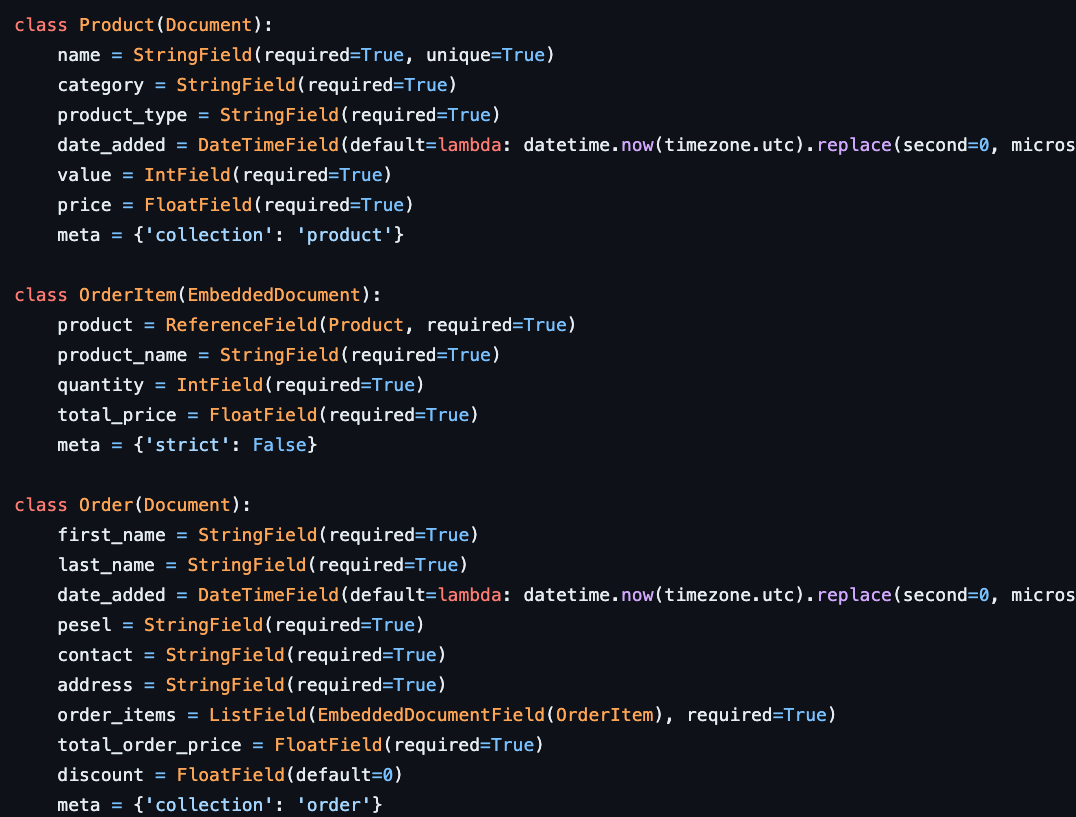 class Product(Document):
    name = StringField(required=True, unique=True)
    category = StringField(required=True)
    product_type = StringField(required=True)
    date_added = DateTimeField(default=lambda: datetime.now(timezone.utc).replace(second=0, micros
    value = IntField(required=True)
    price = FloatField(required=True)
    meta = {'collection': 'product'}

class OrderItem(EmbeddedDocument):
    product = ReferenceField(Product, required=True)
    product_name = StringField(required=True)
    quantity = IntField(required=True)
    total_price = FloatField(required=True)
    meta = {'strict': False}

class Order(Document):
    first_name = StringField(required=True)
    last_name = StringField(required=True)
    date_added = DateTimeField(default=lambda: datetime.now(timezone.utc).replace(second=0, micros
    pesel = StringField(required=True)
    contact = StringField(required=True)
    address = StringField(required=True)
    order_items = ListField(EmbeddedDocumentField(OrderItem), required=True)
    total_order_price = FloatField(required=True)
    discount = FloatField(default=0)
    meta = {'collection': 'order'}